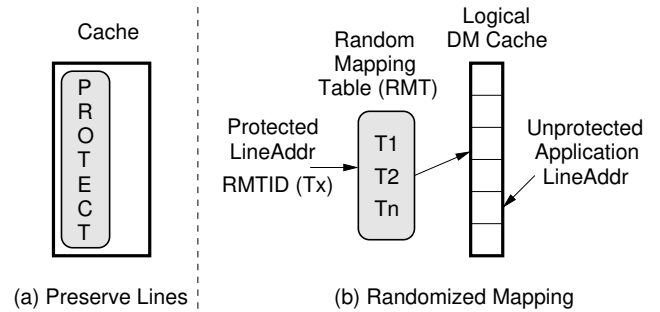 Cache
P
R
O
T
E
C
T
(a) Preserve Lines
Logical
DM Cache
Random
Mapping
Table (RMT)
Protected
LineAddr
RMTID (Tx)
T1
T2
Tn
Unprotected
Application
LineAddr
(b) Randomized Mapping